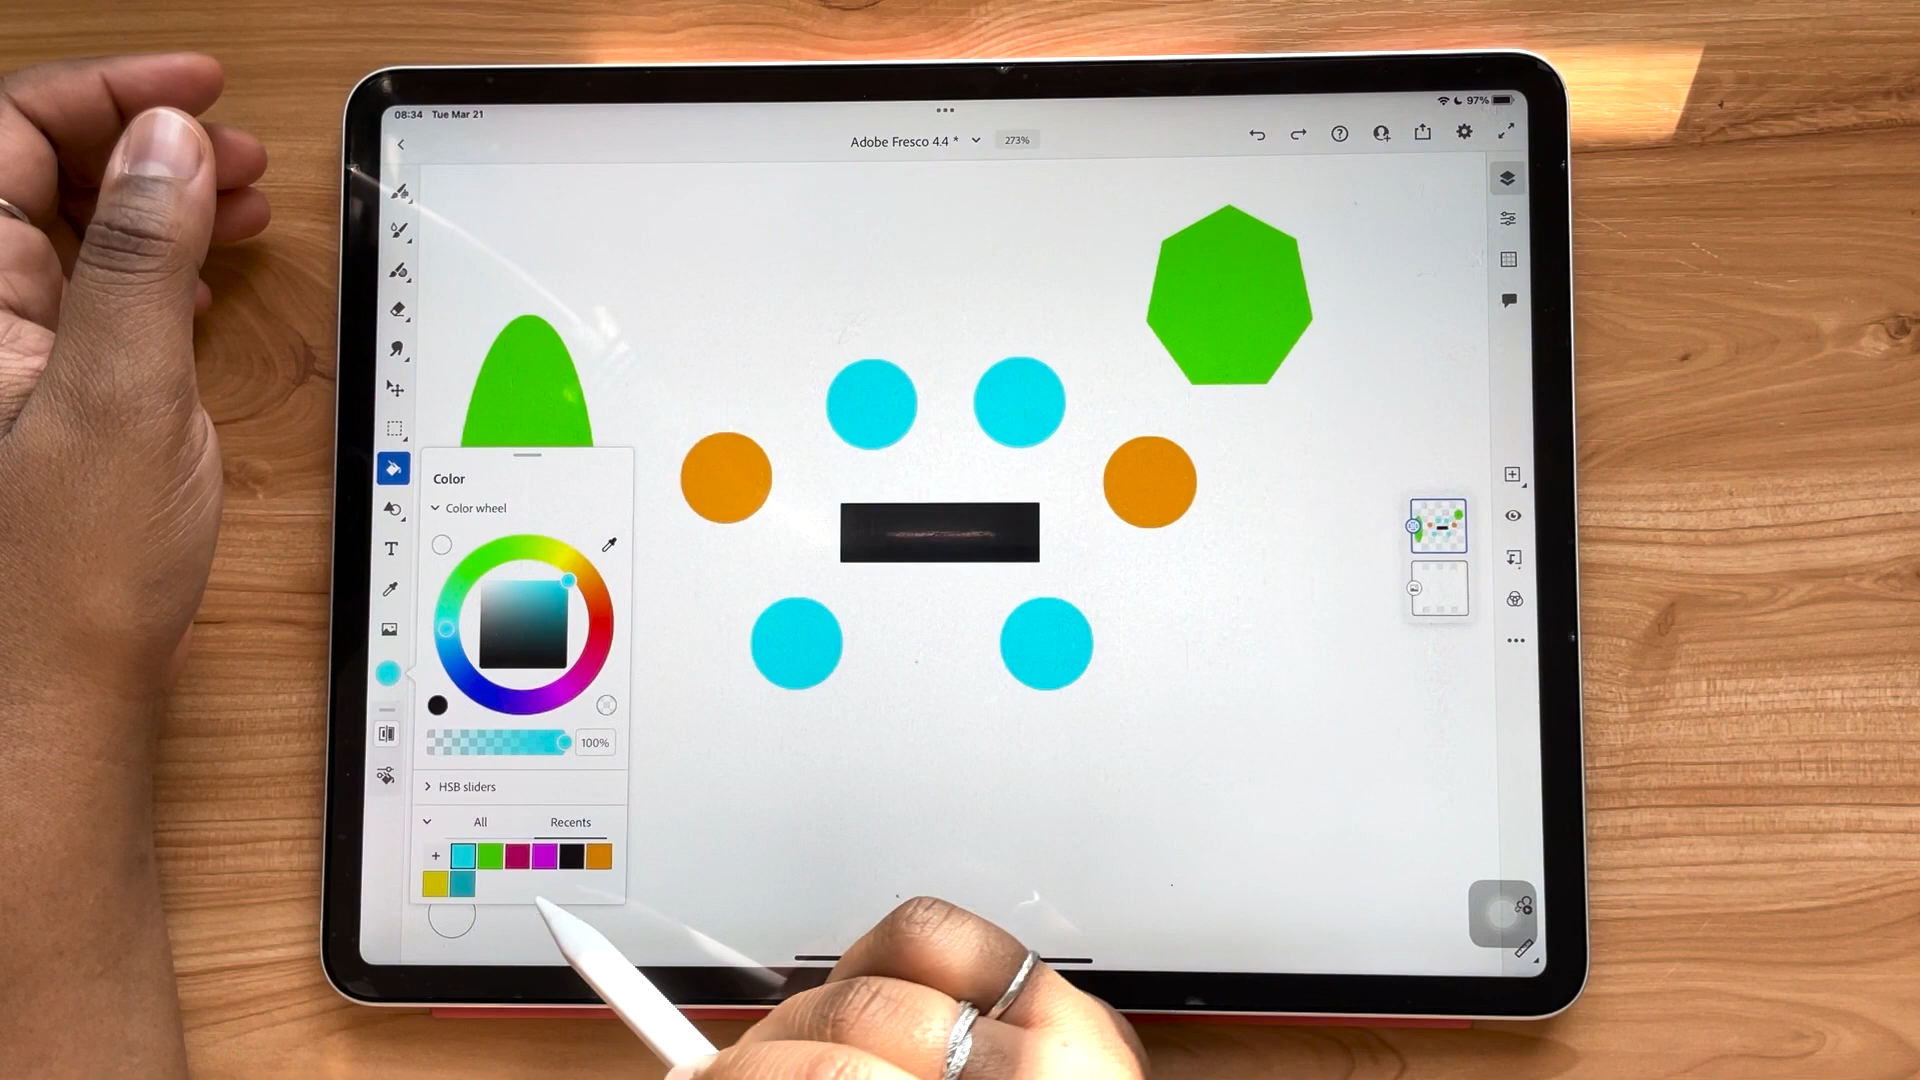 08:34 Tue Mar 21
97%
Adobe Fresco 4.4 *
273%
T
Color
Color wheel
100%
HSB sliders
All
Recents